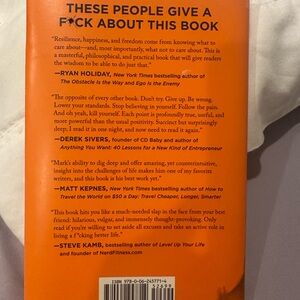 THESE PEOPLE GIVE A
F*CK ABOUT THIS BOOK
"Resilience, happiness, and freedom come from knowing what to
care about—and, most importantly, what not to care about. This is
a masterful, philosophical, and practical book that will give readers
the wisdom to be able to do just that."
—RYAN HOLIDAY, New York Times bestselling author of
The Obstacle Is the Way and Ego Is the Enemy
"The opposite of every other book. Don't try. Give up. Be wrong.
Lower your standards. Stop believing in yourself. Follow the pain.
And oh yeah, kill yourself. Each point is profoundly true, useful, and
more powerful than the usual positivity. Succinct but surprisingly
deep, I read it in one night, and now need to read it again."
—DEREK SIVERS, founder of CD Baby and author of
Anything You Want: 40 Lessons for a New Kind of Entrepreneur
"Mark's ability to dig deep and offer amazing, yet counterintuitive,
insight into the challenges of life makes him one of my favorite
writers, and this book is his best work yet."
—MATT KEPNES, New York Times bestselling author of How to
Travel the World on $50 a Day: Travel Cheaper, Longer, Smarter
"This book hits you like a much-needed slap in the face from your best
friend: hilarious, vulgar, and immensely thought-provoking. Only
read if you're willing to set aside all excuses and take an active role in
living a f*cking better life."
—STEVE KAMB, bestselling author of Level Up Your Life
and founder of NerdFitness.com
ISBN 978-0-06-245771-4